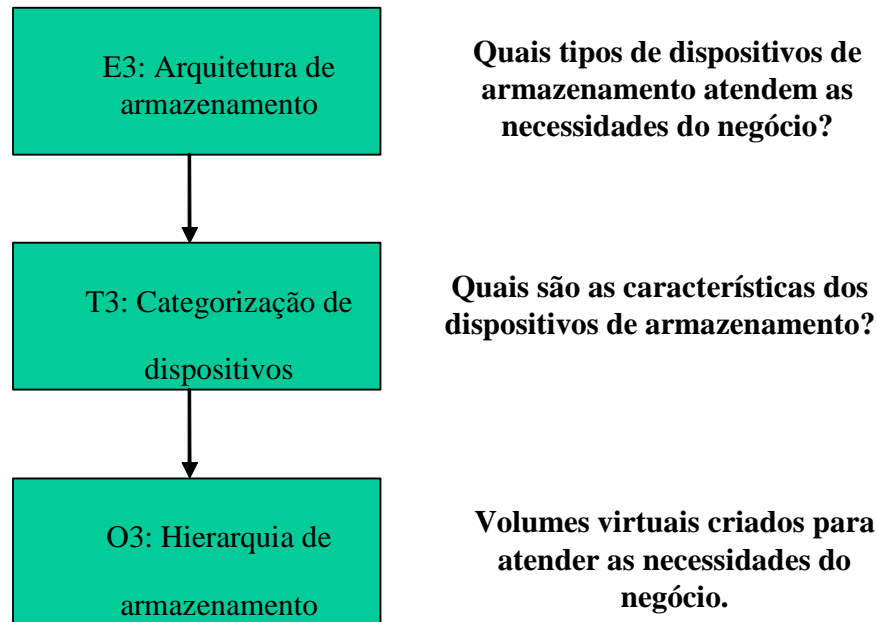 E3: Arquitetura de
armazenamento
Quais tipos de dispositivos de
armazenamento atendem as
necessidades do negócio?
T3: Categorização de
dispositivos
Quais são as características dos
dispositivos de armazenamento?
O3: Hierarquia de
armazenamento
Volumes virtuais criados para
atender as necessidades do
negócio.